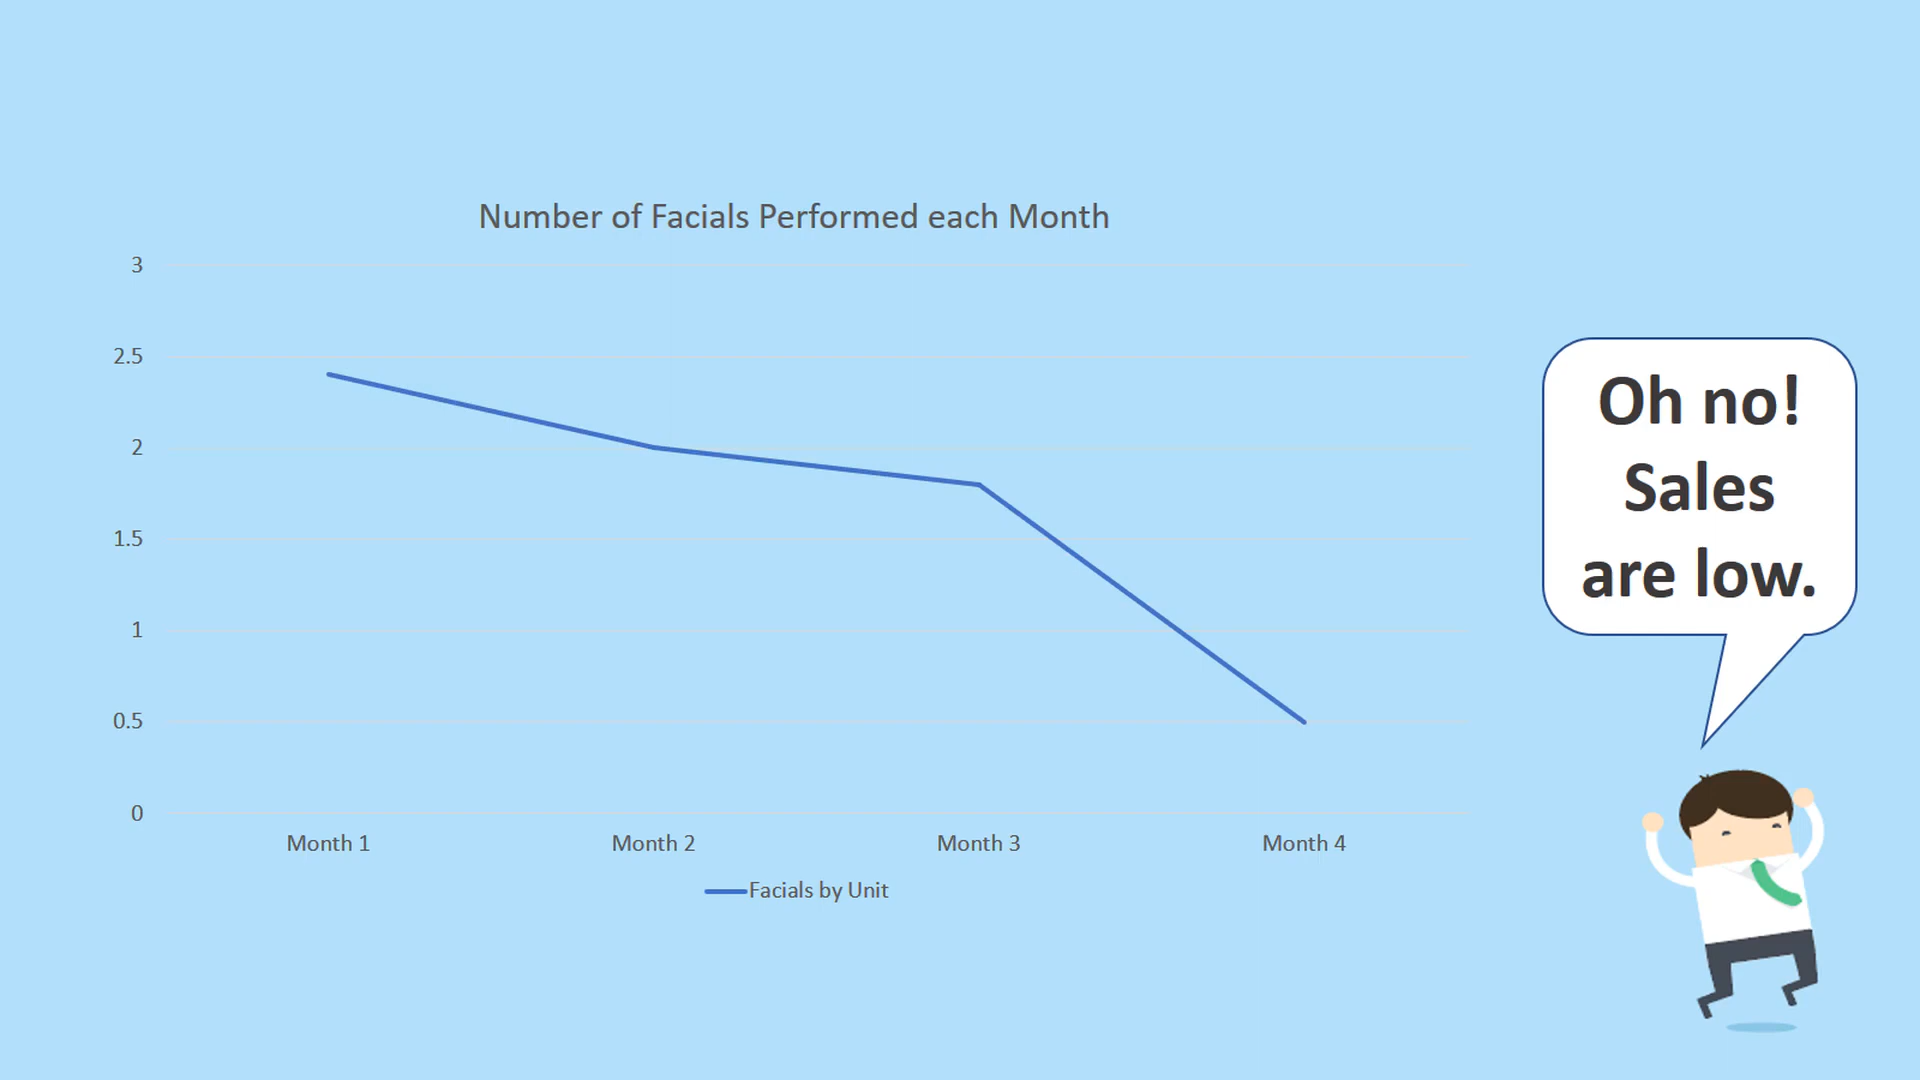 Number of Facials Performed each Month
3
2.5
2
1.5
1
0.5
0
Month 1 Month 2 Month 3 Month 4
Facials by Unit
Oh no!
Sales
are low.